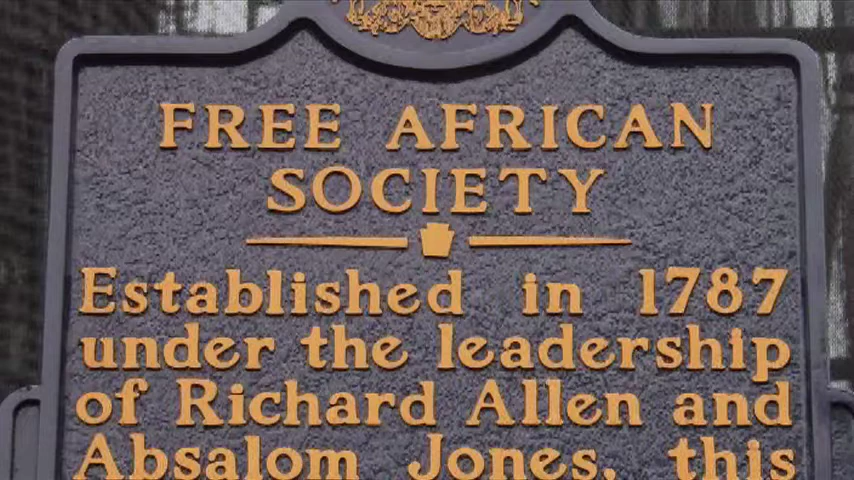 FREE AFRICAN
SOCIETY
Established in 1787
under the leadership
of Richard Allen and
Absalom Jones, this